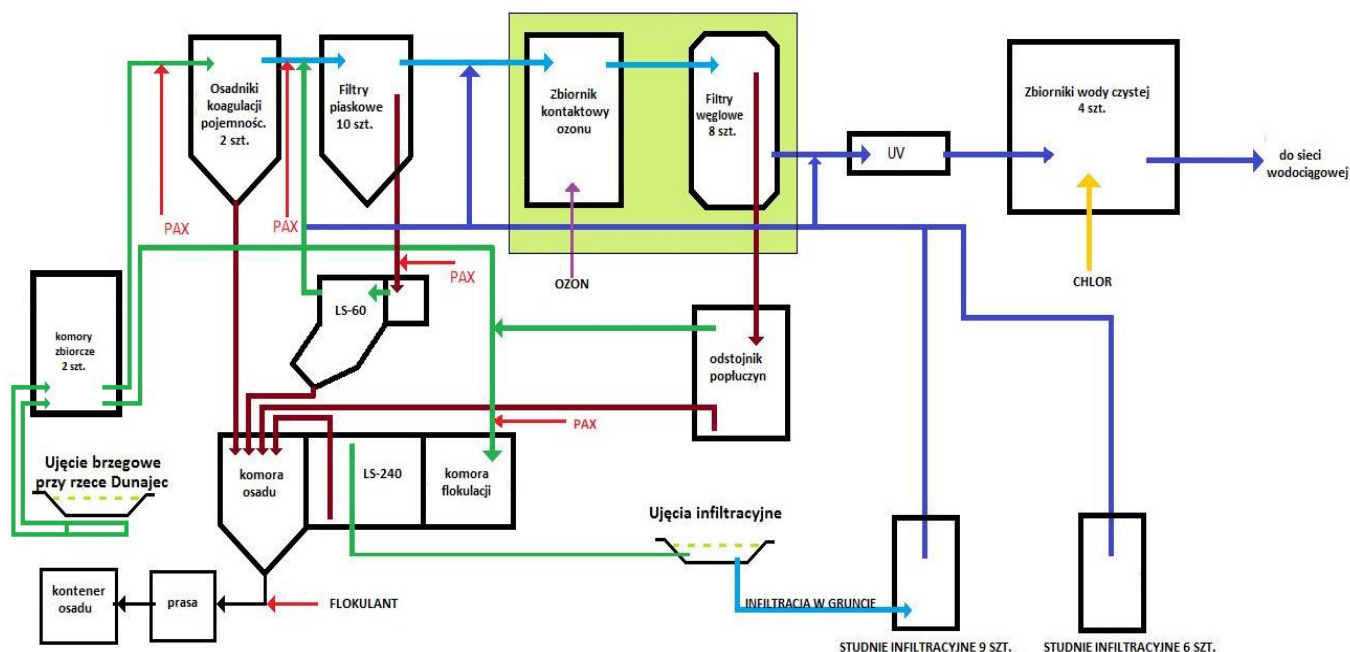 Osadniki
koagulacji
pojemnośc.
2 szt.
Filtry
piaskowe
10 szt.
Zbiornik
kontaktowy
ozonu
Filtry
węglowe
8 szt.
UV
Zbiorniki wody czystej
4 szt.
do sieci
wodociągowej
PAX
PAX
PAX
OZON
CHLOR
LS-60
komory
zbiorcze
2 szt.
odstojnik
popłuczyn
PAX
Ujęcie brzegowe
przy rzece Dunajec
komora
osadu
LS-240
komora
flokulacji
Ujęcia infiltracyjne
kontener
osadu
prasa
FLOKULANT
INFILTRACJA W GRUNCIE
STUDNIE INFILTRACYJNE 9 SZT.
STUDNIE INFILTRACYJNE 6 SZT.